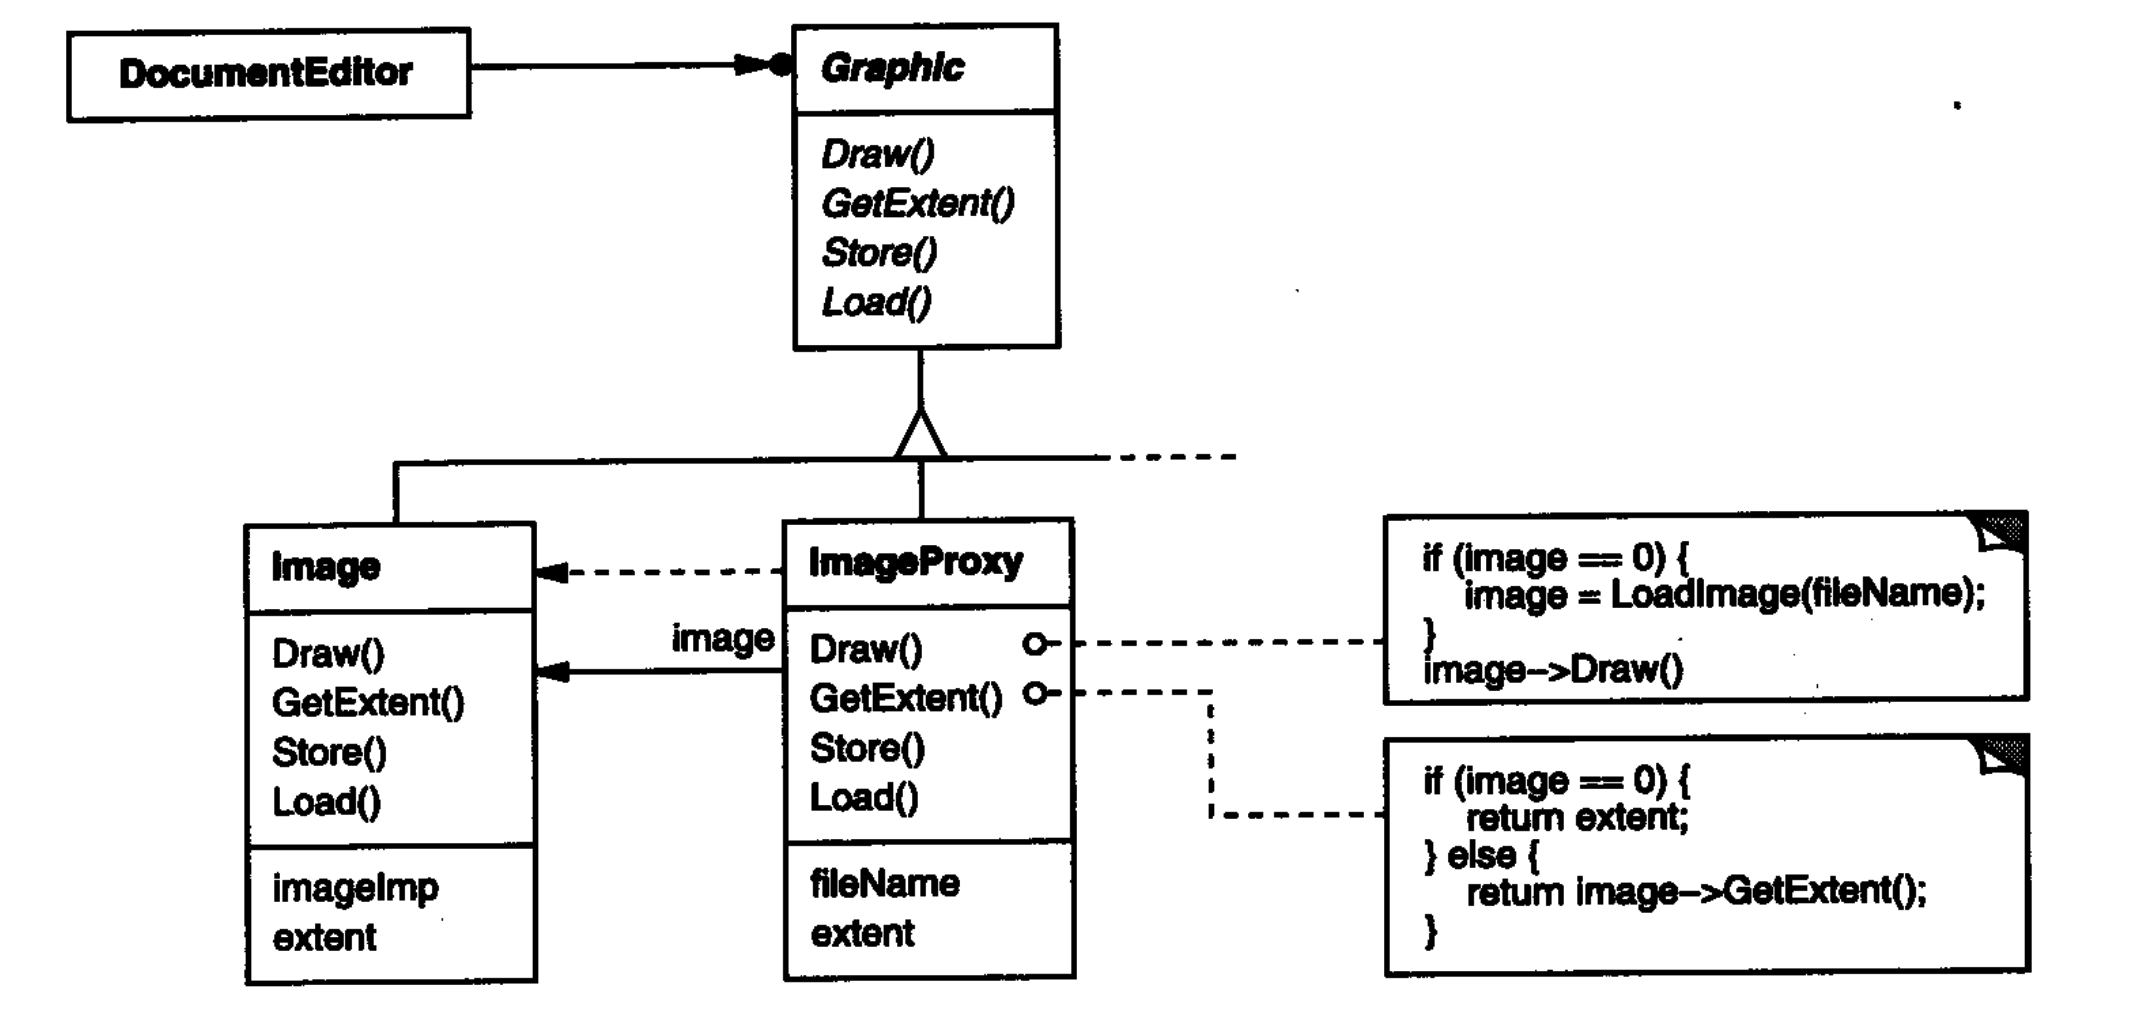 DocumentEditor
Graphic
Draw()
GetExtent()
Store()
Load()
Image
Draw()
GetExtent()
Store()
Load()
imageImp
extent
image
ImageProxy
Draw()
GetExtent()
Store()
Load()
fileName
extent
if (image == 0) {
image = LoadImage(fileName);
}
image->Draw()
if (image == 0) {
return extent;
} else {
return image->GetExtent();
}